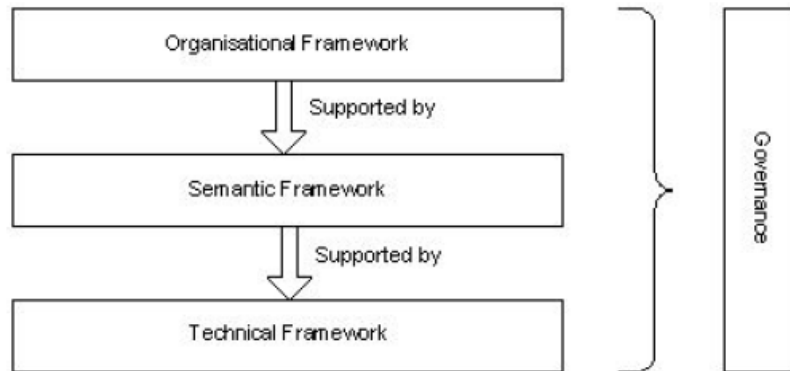 Organisational Framework
Supported by
Semantic Framework
Supported by
Technical Framework
Governance